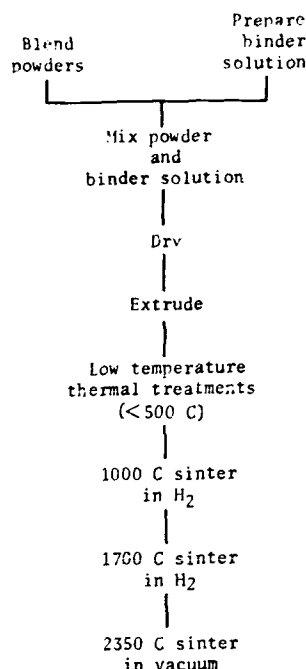 Blend
powders
Prepare
binder
solution
Mix powder
and
binder solution
Dry
Extrude
Low temperature
thermal treatments
(<500 C)
1000 C sinter
in H2
1700 C sinter
in H2
2350 C sinter
in vacuum